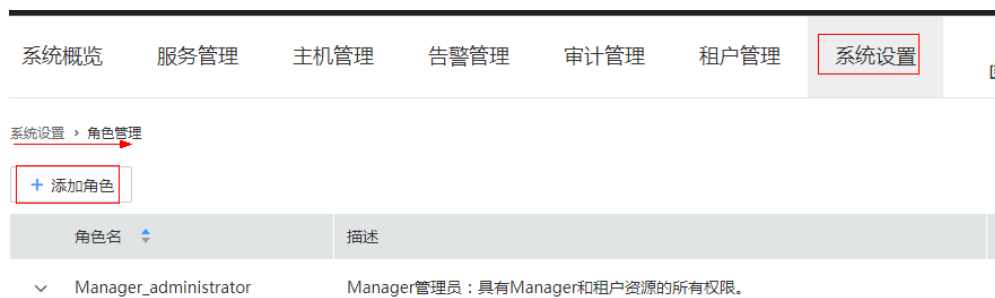 系统概览 服务管理 主机管理 告警管理 审计管理 租户管理 系统设置
系统设置 > 角色管理
+ 添加角色
角色名 描述
Manager_administrator Manager管理员：具有Manager和租户资源的所有权限。